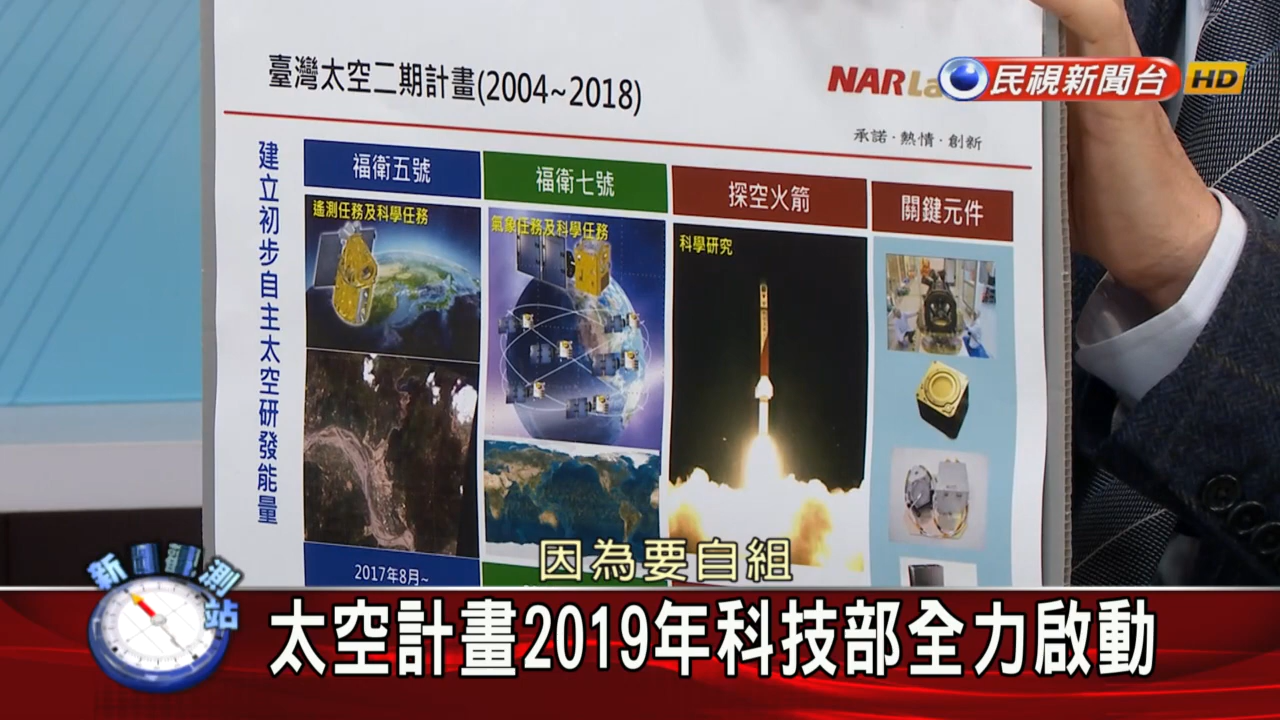 臺灣太空二期計畫(2004~2018)
NARLa
民視新聞台 HD
承諾·熱情·創新
建立初步自主太空研發能量
福衛五號
福衛七號
探空火箭
關鍵元件
遙測任務及科學任務
氣象任務及科學任務
科學研究
2017年8月~
因為要自組
新聞觀測站
太空計畫2019年科技部全力啟動